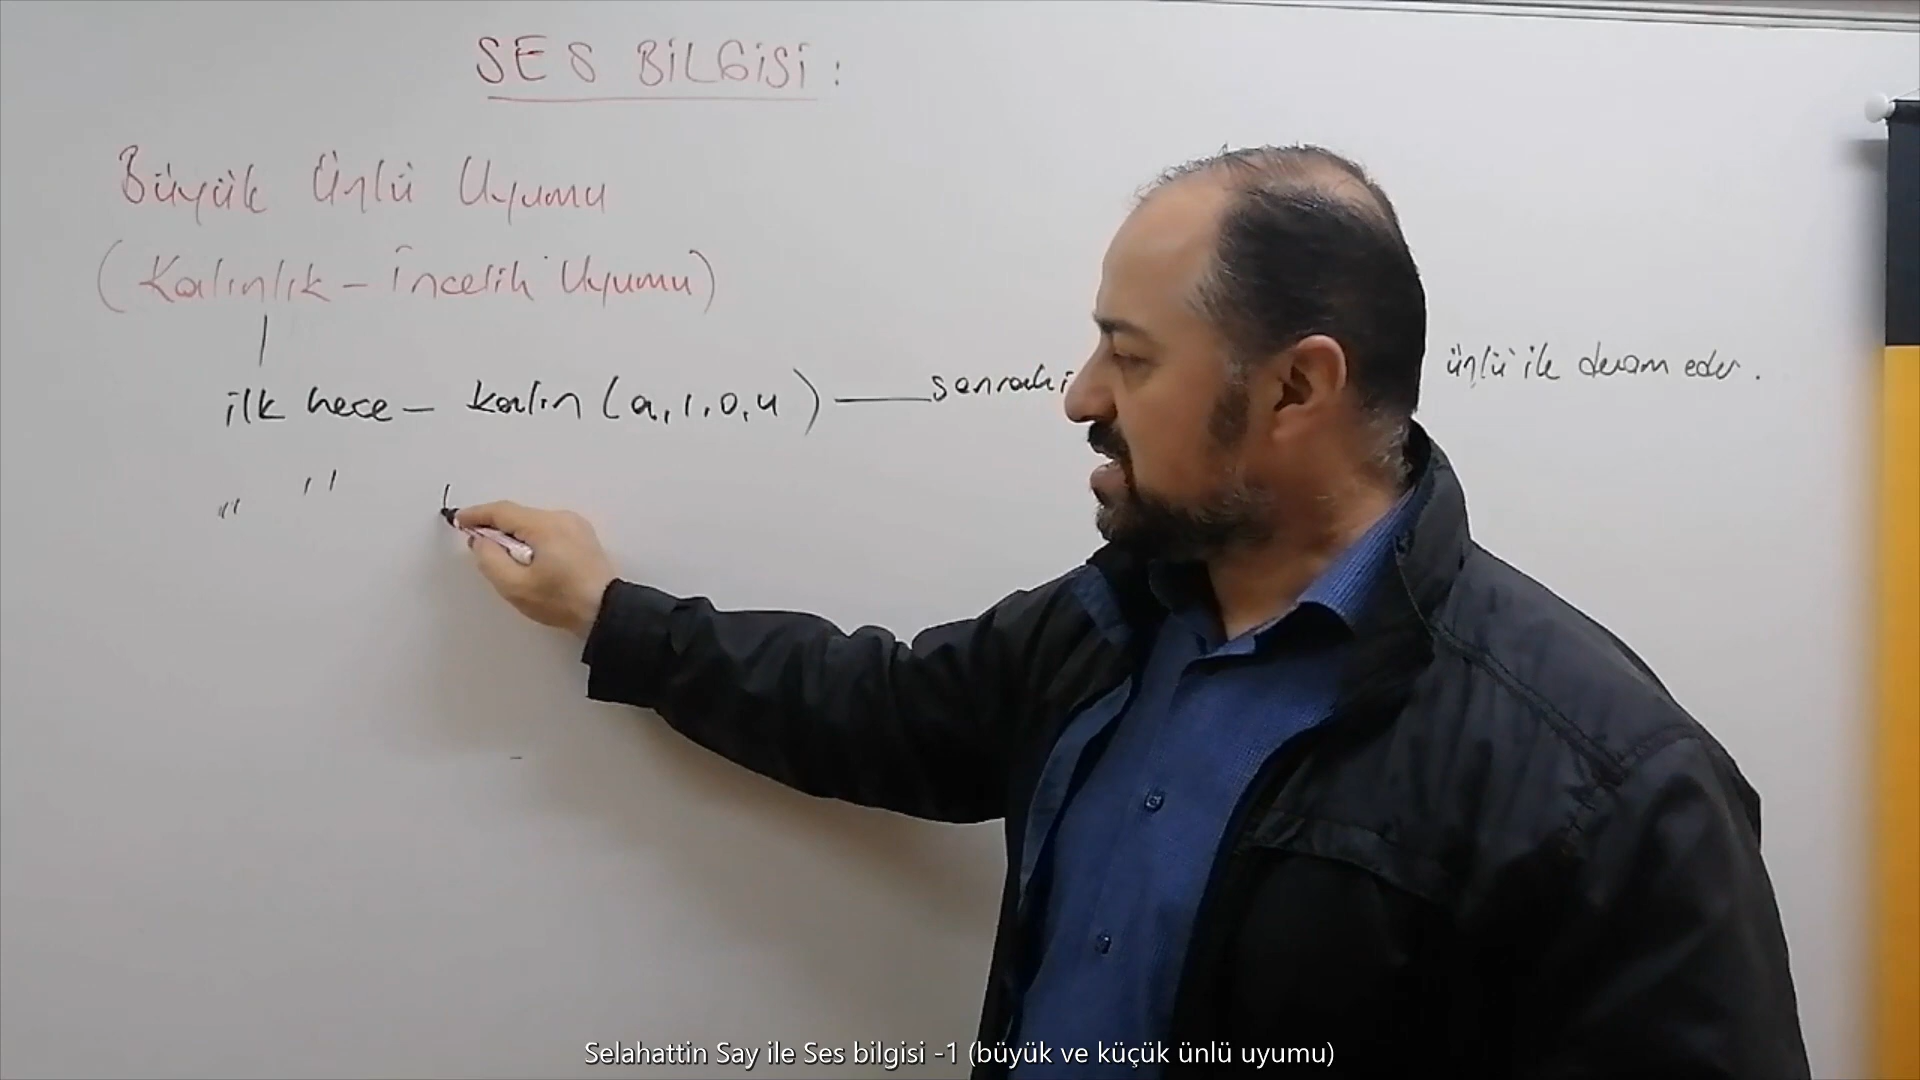 SES BİLGİSİ :
Büyük Ünlü Uyumu
(Kalınlık - İncelik Uyumu)
ilk hece - kalın (a, ı, o, u) — sonraki ünlü ile devam eder.
" "
Selahattin Say ile Ses bilgisi -1 (büyük ve küçük ünlü uyumu)